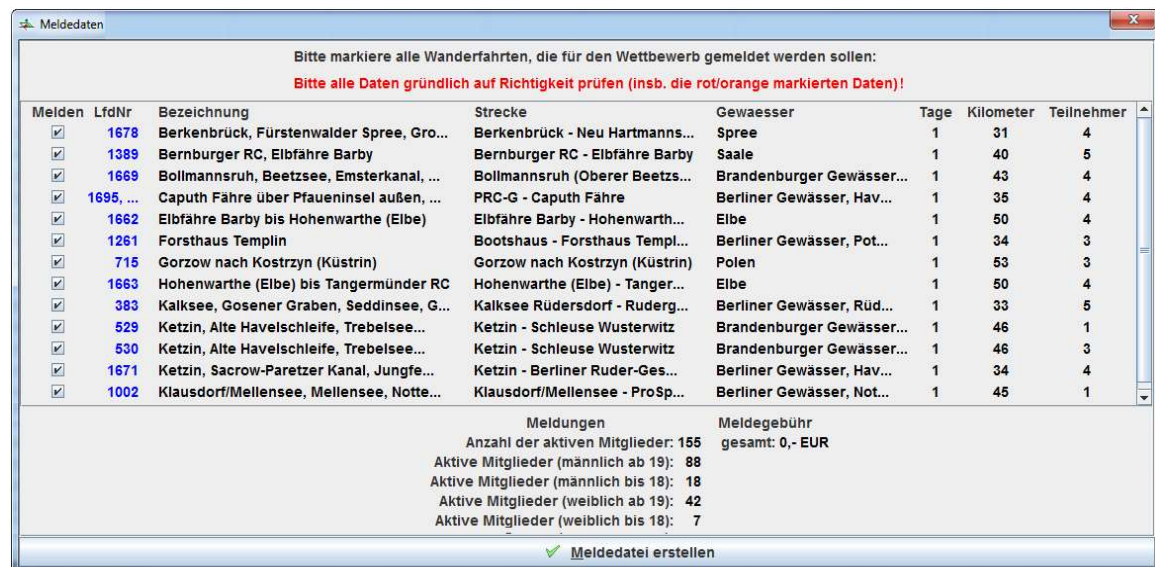 Meldedaten
Bitte markiere alle Wanderfahrten, die für den Wettbewerb gemeldet werden sollen:
Bitte alle Daten gründlich auf Richtigkeit prüfen (insb. die rot/orange markierten Daten)!
Melden LfdNr Bezeichnung Strecke Gewaesser Tage Kilometer Teilnehmer
1678 Berkenbrück, Fürstenwalder Spree, Gro... Berkenbrück - Neu Hartmanns... Spree 1 31 4
1389 Bernburger RC, Elbfähre Barby Bernburger RC - Elbfähre Barby Saale 1 40 5
1669 Bollmannsruh, Beetzsee, Emsterkanal, ... Bollmannsruh (Oberer Beetzs... Brandenburger Gewässer... 1 43 4
1695, ... Caputh Fähre über Pfaueninsel außen, ... PRC-G - Caputh Fähre Berliner Gewässer, Hav... 1 35 4
1662 Elbfähre Barby bis Hohenwarthe (Elbe) Elbfähre Barby - Hohenwarth... Elbe 1 50 4
1261 Forsthaus Templin Bootshaus - Forsthaus Templ... Berliner Gewässer, Pot... 1 34 3
715 Gorzow nach Kostrzyn (Küstrin) Gorzow nach Kostrzyn (Küstrin) Polen 1 53 3
1663 Hohenwarthe (Elbe) bis Tangermünder RC Hohenwarthe (Elbe) - Tanger... Elbe 1 50 4
383 Kalksee, Gosener Graben, Seddinsee, G... Kalksee Rüdersdorf - Ruderg... Berliner Gewässer, Rüd... 1 33 5
529 Ketzin, Alte Havelschleife, Trebelsee... Ketzin - Schleuse Wusterwitz Brandenburger Gewässer... 1 46 1
530 Ketzin, Alte Havelschleife, Trebelsee... Ketzin - Schleuse Wusterwitz Brandenburger Gewässer... 1 46 3
1671 Ketzin, Sacrow-Paretzer Kanal, Jungfe... Ketzin - Berliner Ruder-Ges... Berliner Gewässer, Hav... 1 34 4
1002 Klausdorf/Mellensee, Mellensee, Notte... Klausdorf/Mellensee - ProSp... Berliner Gewässer, Not... 1 45 1
Meldungen Meldegebühr
Anzahl der aktiven Mitglieder: 155 gesamt: 0,- EUR
Aktive Mitglieder (männlich ab 19): 88
Aktive Mitglieder (männlich bis 18): 18
Aktive Mitglieder (weiblich ab 19): 42
Aktive Mitglieder (weiblich bis 18): 7
Meldedatei erstellen